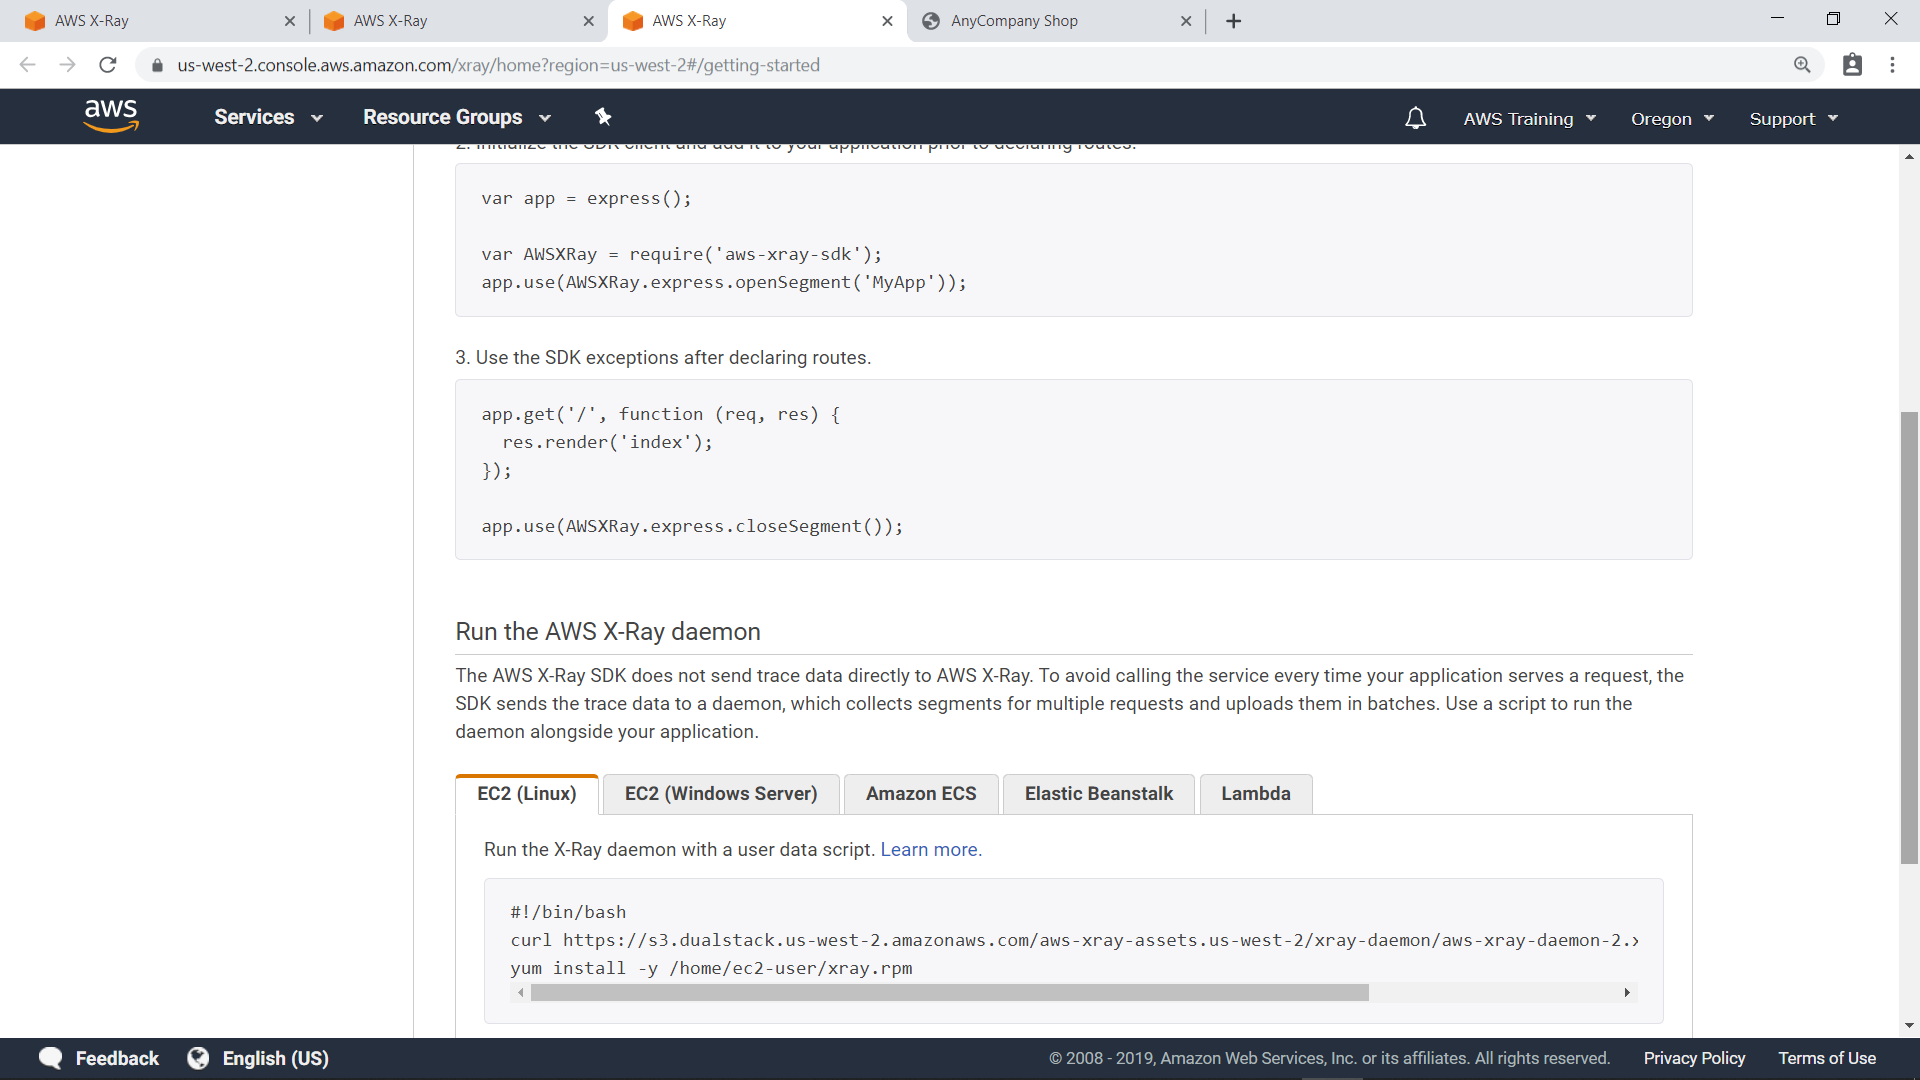 AWS X-Ray
AWS X-Ray
AWS X-Ray
AnyCompany Shop
us-west-2.console.aws.amazon.com/xray/home?region=us-west-2#/getting-started
aws
Services
Resource Groups
AWS Training
Oregon
Support
2. Initialize the SDK client and add it to your application prior to declaring routes.
var app = express();
var AWSXRay = require('aws-xray-sdk');
app.use(AWSXRay.express.openSegment('MyApp'));
3. Use the SDK exceptions after declaring routes.
app.get('/', function (req, res) {
res.render('index');
});
app.use(AWSXRay.express.closeSegment());
Run the AWS X-Ray daemon
The AWS X-Ray SDK does not send trace data directly to AWS X-Ray. To avoid calling the service every time your application serves a request, the
SDK sends the trace data to a daemon, which collects segments for multiple requests and uploads them in batches. Use a script to run the
daemon alongside your application.
EC2 (Linux)
EC2 (Windows Server)
Amazon ECS
Elastic Beanstalk
Lambda
Run the X-Ray daemon with a user data script. Learn more.
#!/bin/bash
curl https://s3.dualstack.us-west-2.amazonaws.com/aws-xray-assets.us-west-2/xray-daemon/aws-xray-daemon-2.
yum install -y /home/ec2-user/xray.rpm
Feedback
English (US)
© 2008 - 2019, Amazon Web Services, Inc. or its affiliates. All rights reserved.
Privacy Policy
Terms of Use